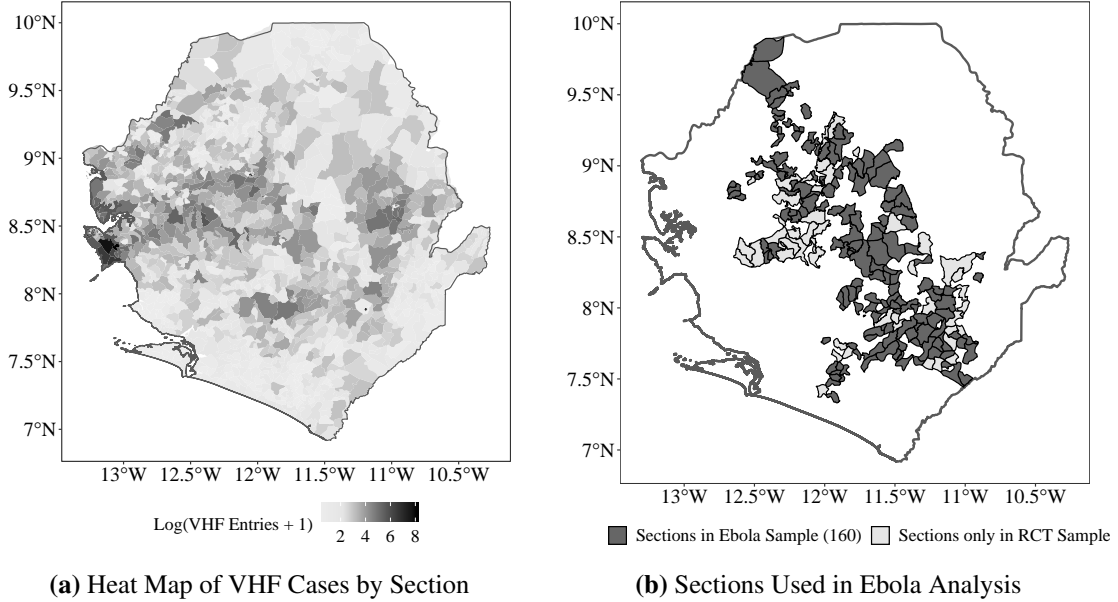 10°N
9.5°N
9°N
8.5°N
8°N
7.5°N
7°N
13°W 12.5°W 12°W 11.5°W 11°W 10.5°W
Log(VHF Entries + 1)
2 4 6 8
(a) Heat Map of VHF Cases by Section
10°N
9.5°N
9°N
8.5°N
8°N
7.5°N
7°N
13°W 12.5°W 12°W 11.5°W 11°W 10.5°W
Sections in Ebola Sample (160) Sections only in RCT Sample
(b) Sections Used in Ebola Analysis